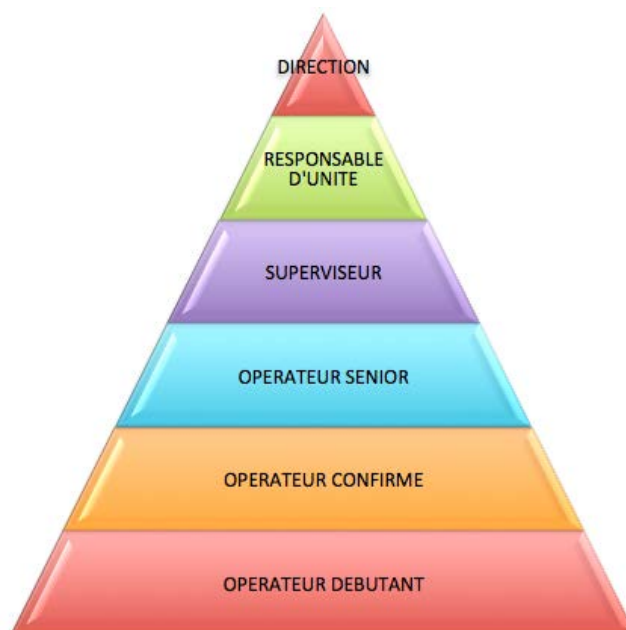 DIRECTION
RESPONSABLE
D'UNITE
SUPERVISEUR
OPERATEUR SENIOR
OPERATEUR CONFIRME
OPERATEUR DEBUTANT